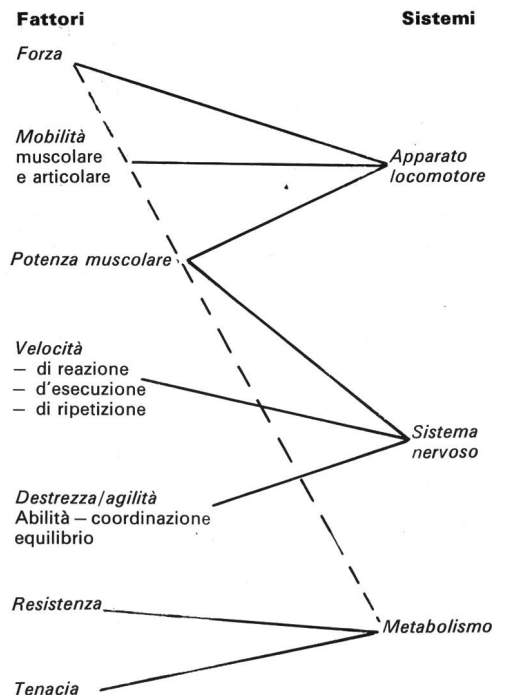 Fattori
Sistemi
Forza
Mobilità
muscolare
e articolare
Apparato
locomotore
Potenza muscolare
Velocità
— di reazione
— d'esecuzione
— di ripetizione
Sistema
nervoso
Destrezza/agilità
Abilità — coordinazione
equilibrio
Resistenza
Metabolismo
Tenacia